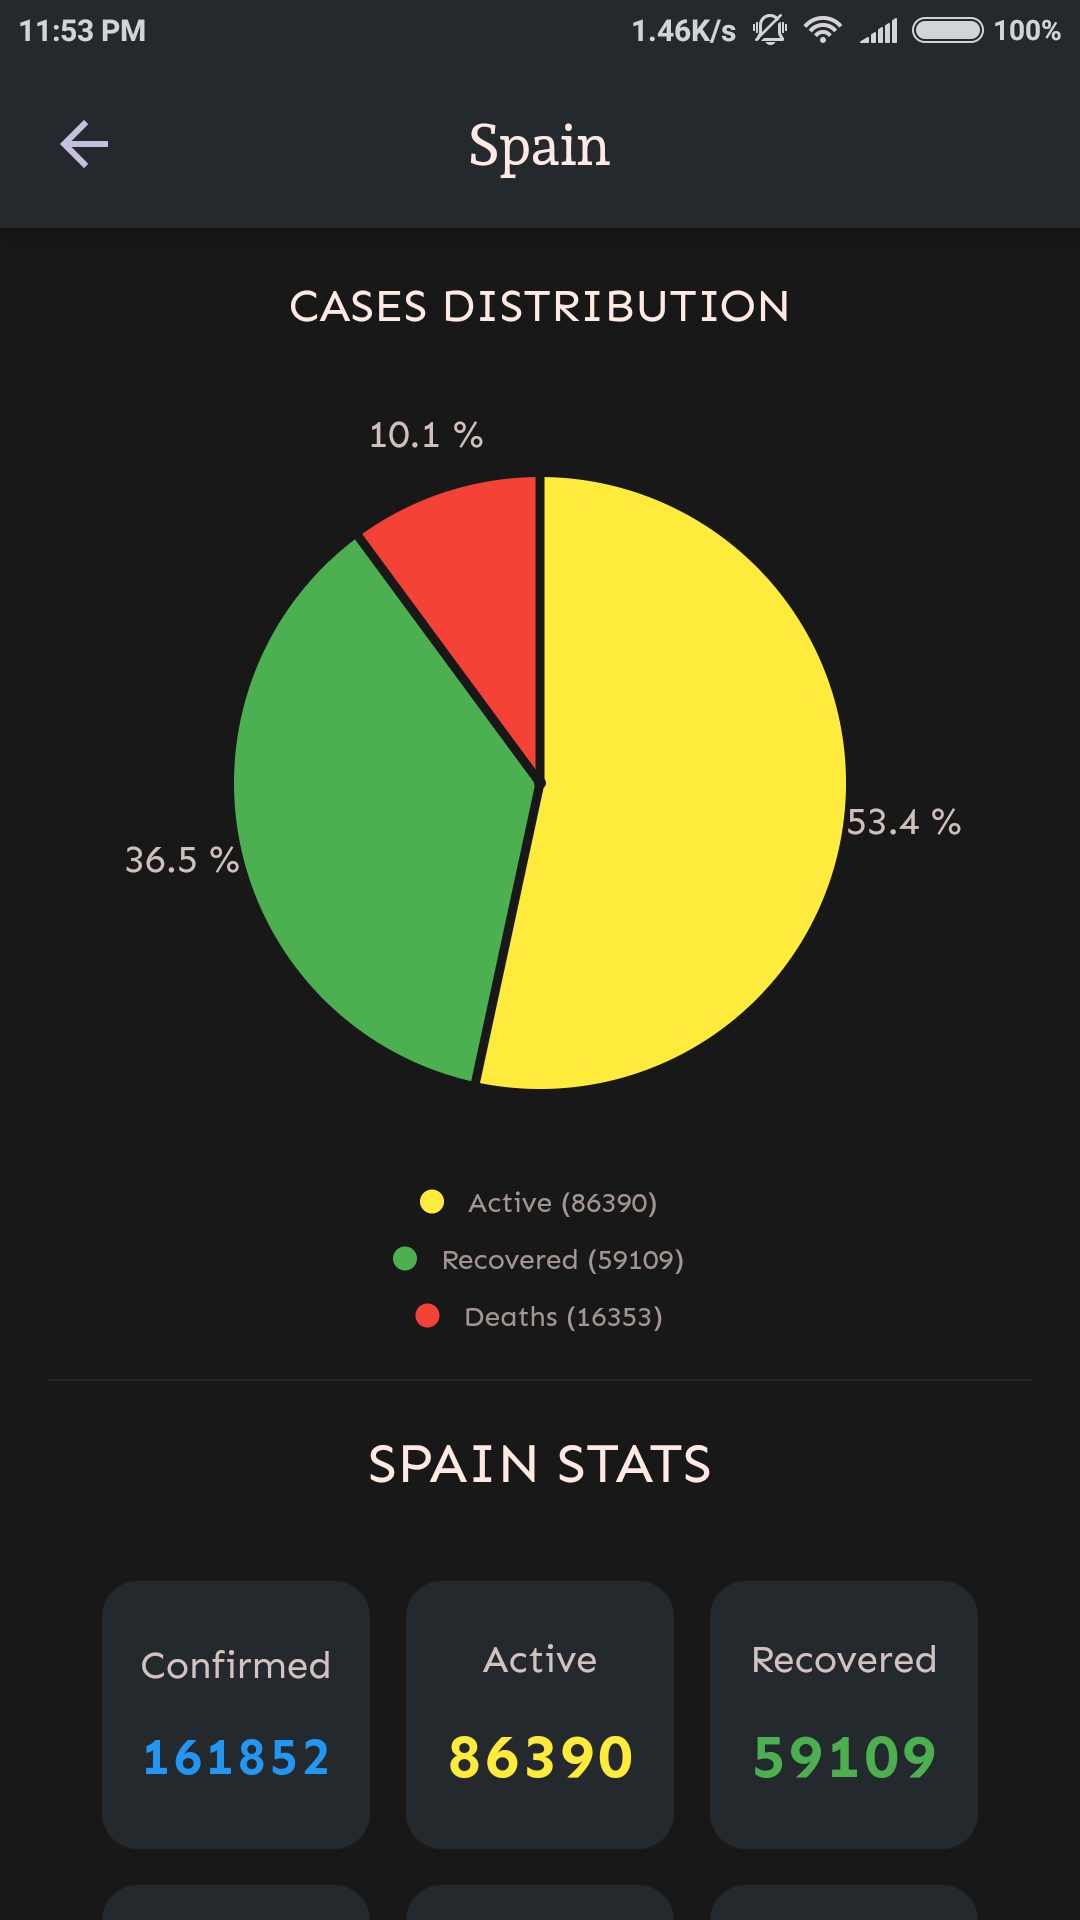 11:53 PM 1.46K/s 100%
Spain
CASES DISTRIBUTION
10.1 %
53.4 %
36.5 %
Active (86390)
Recovered (59109)
Deaths (16353)
SPAIN STATS
Confirmed Active Recovered
161852 86390 59109